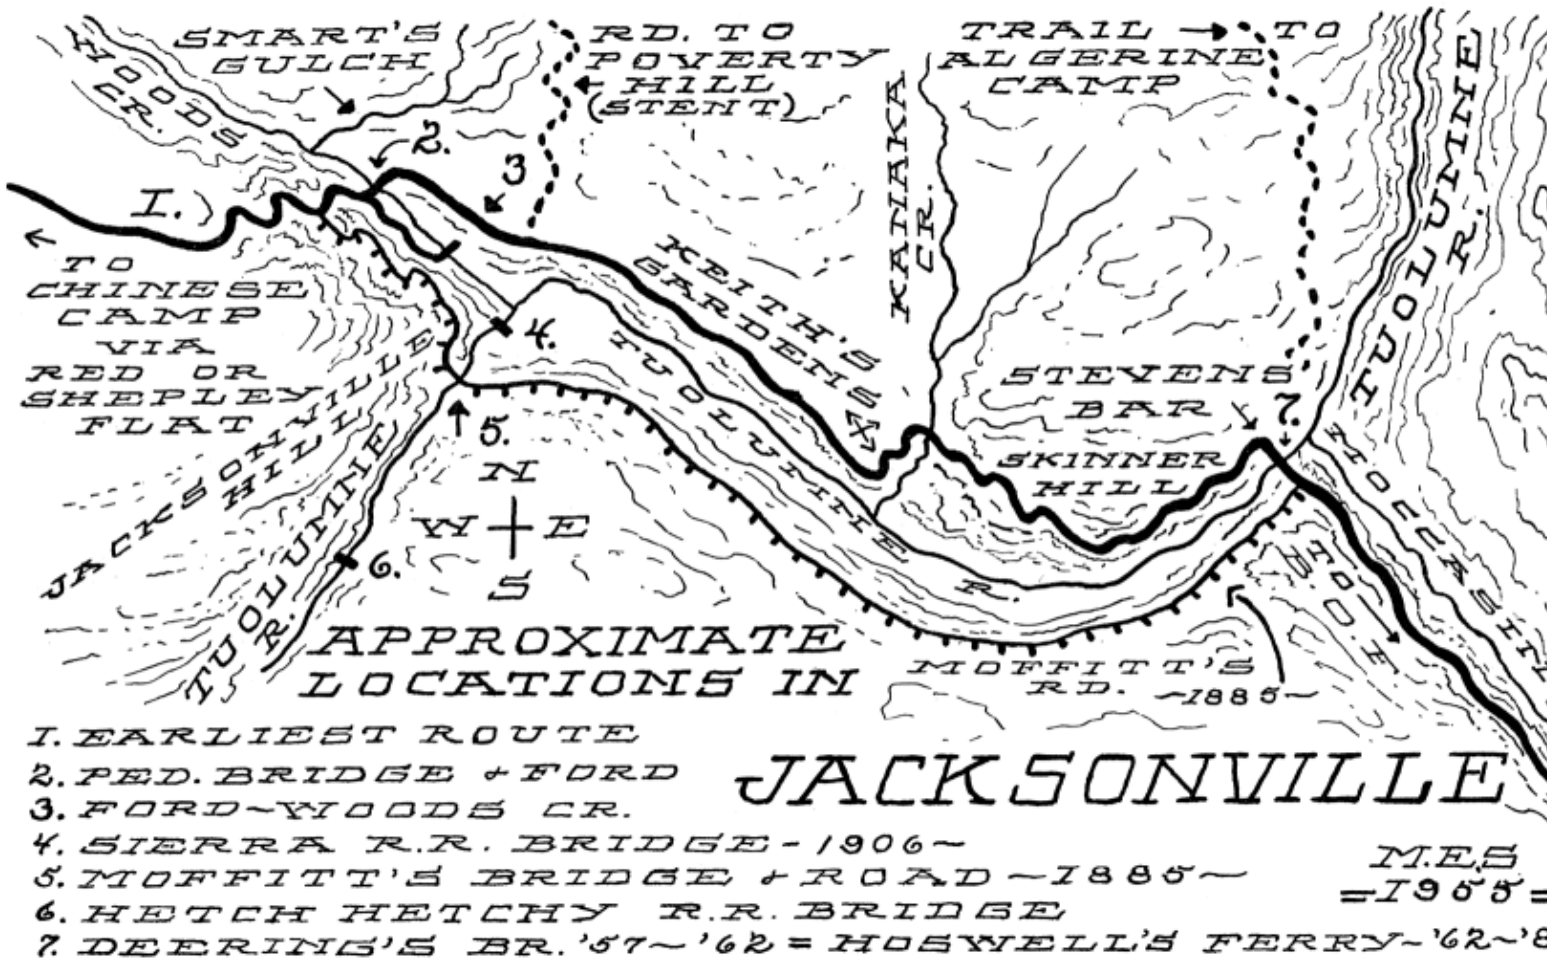 WOODS
CR.
SMART'S
GULCH
RD. TO
POVERTY
HILL
(STENT)
TRAIL → TO
ALGERINE
CAMP
KANAKA
CR.
TUOLUMNE
R.
1.
2.
3
TO
CHINESE
CAMP
VIA
RED OR
SHEPLEY
FLAT
JACKSONVILLE
HILL
KEITH'S
GARDENS
4.
TUOLUMNE
R.
5.
STEVENS
BAR
7.
SKINNER
HILL
MOCCASIN
TO
B.O.F
N
W E
S
TUOLUMNE
R.
6.
MOFFITT'S
RD. ~1885~
APPROXIMATE
LOCATIONS IN
JACKSONVILLE
1. EARLIEST ROUTE
2. PED. BRIDGE & FORD
3. FORD~WOODS CR.
4. SIERRA R.R. BRIDGE - 1906~
5. MOFFITT'S BRIDGE & ROAD ~1885~
6. HETCH HETCHY R.R. BRIDGE
7. DEERING'S BR. '57~'62 = HOSWELL'S FERRY~'62~'8
M.E.S
=1955=